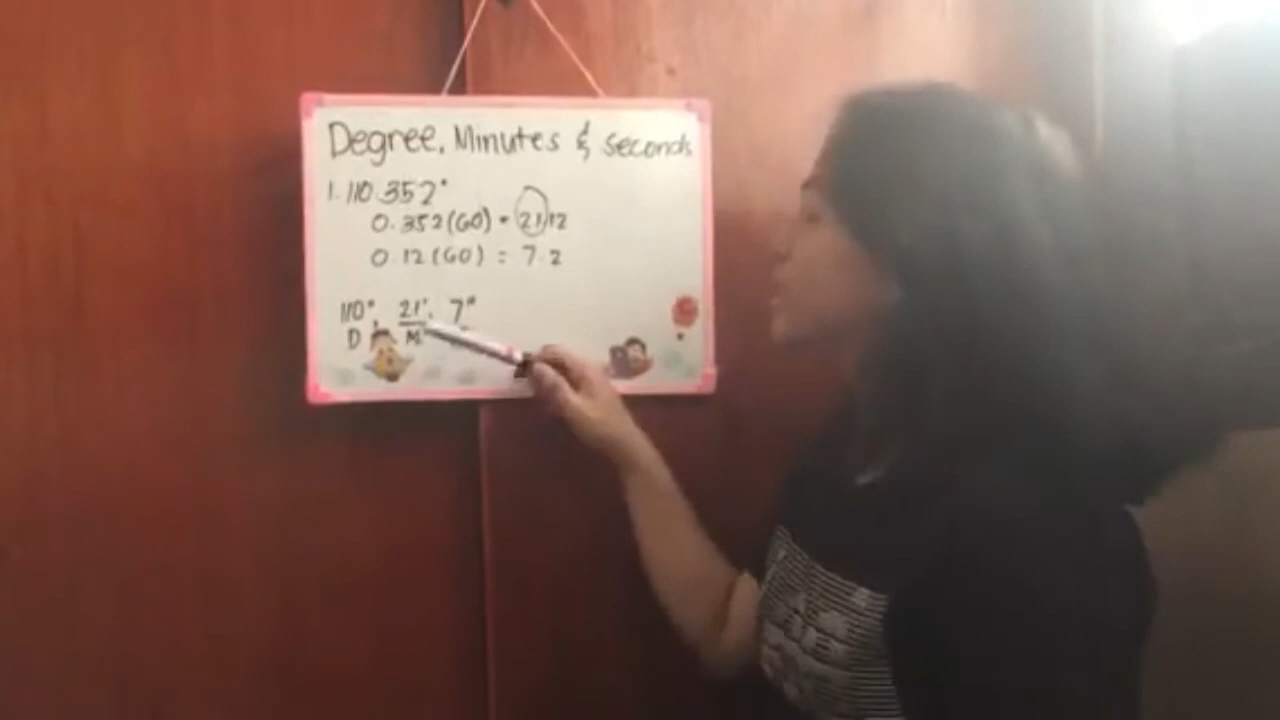 Degree, Minutes & seconds
1. 110.352°
0.352(60) = 21.12
0.12(60) = 7.2
110° 21' 7"
D M